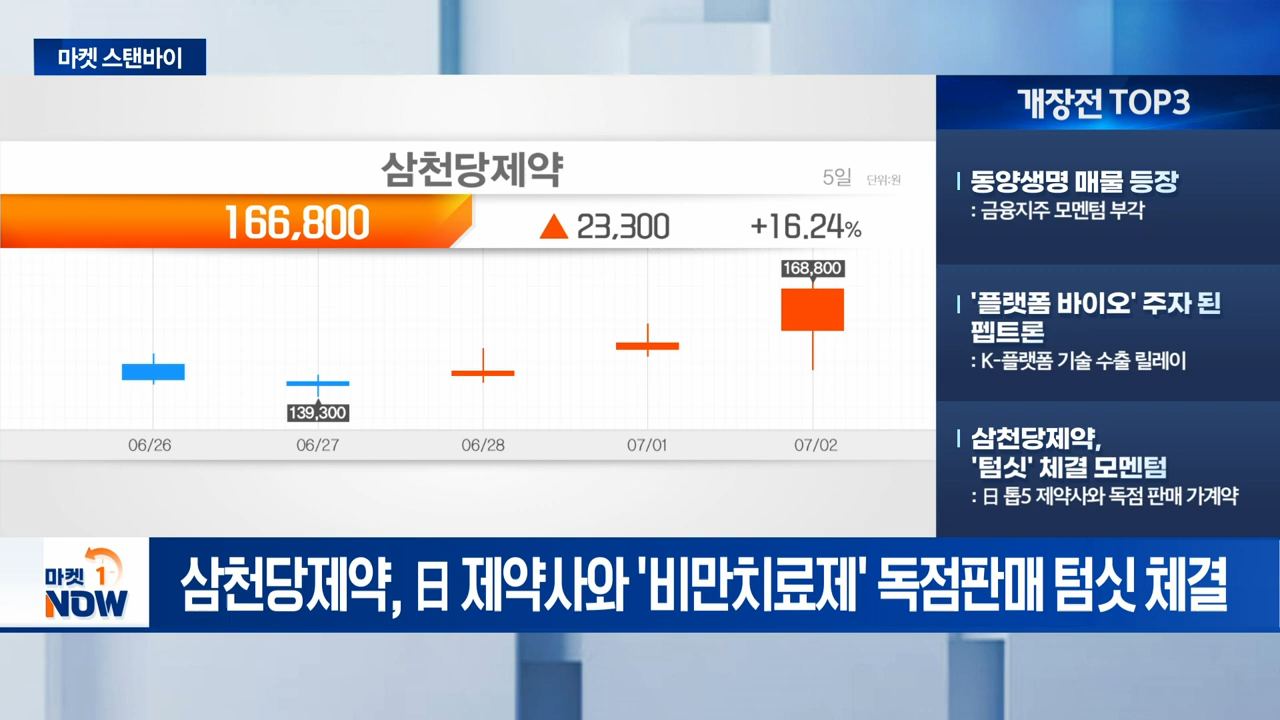 마켓 스탠바이
삼천당제약
5일 단위:원
166,800 ▲ 23,300 +16.24%
168,800
139,300
06/26 06/27 06/28 07/01 07/02
개장전 TOP3
동양생명 매물 등장
: 금융지주 모멘텀 부각
'플랫폼 바이오' 주자 된
펩트론
: K-플랫폼 기술 수출 릴레이
삼천당제약,
'텀싯' 체결 모멘텀
: 日 톱5 제약사와 독점 판매 가계약
마켓 1
NOW
삼천당제약, 日 제약사와 '비만치료제' 독점판매 텀싯 체결